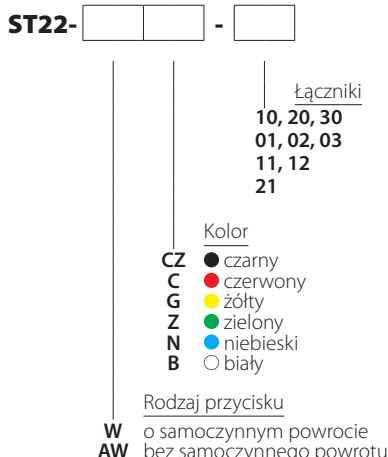 ST22- -
Łączniki
10, 20, 30
01, 02, 03
11, 12
21
Kolor
CZ czarny
C czerwony
G żółty
Z zielony
N niebieski
B biały
Rodzaj przycisku
W o samoczynnym powrocie
AW bez samoczynnego powrotu